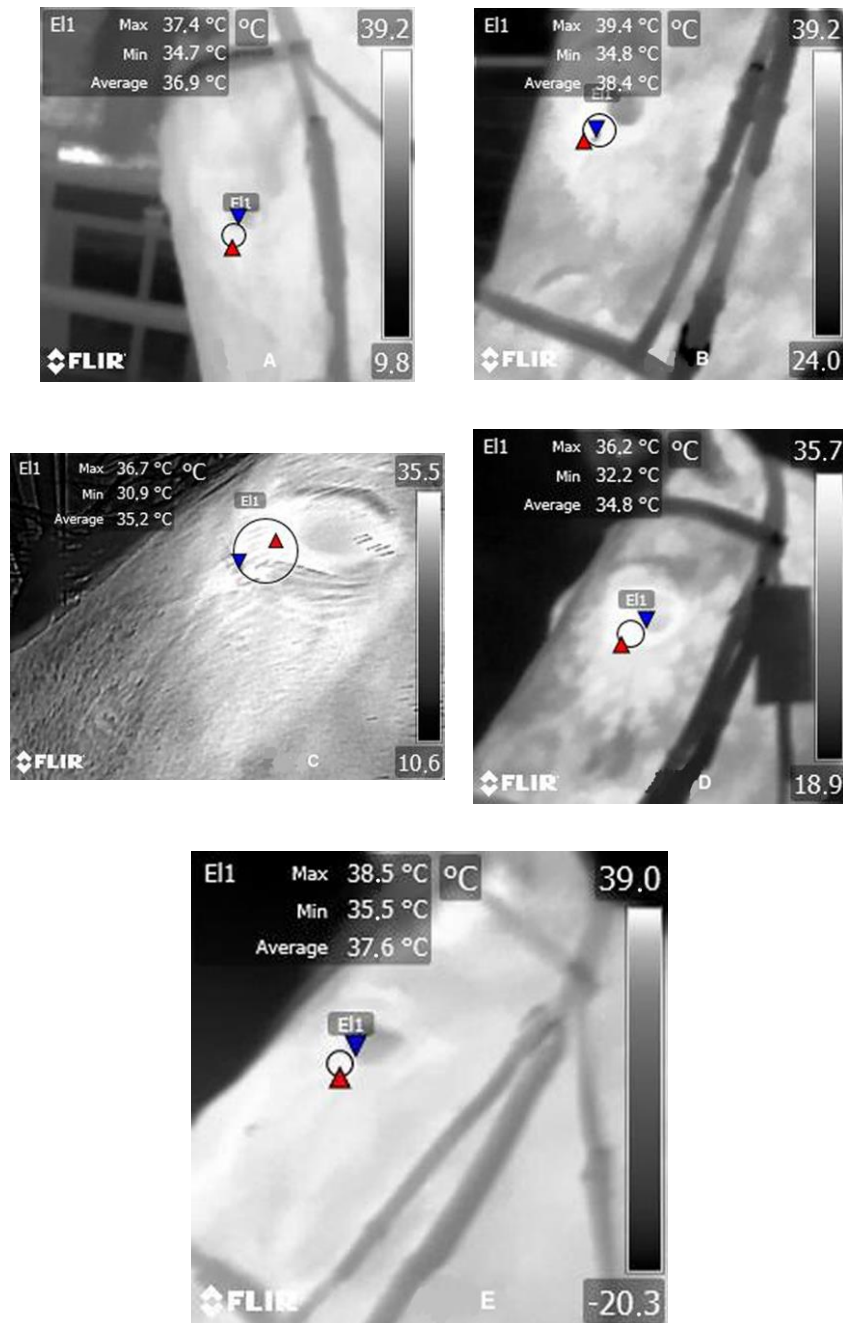 El1 Max 37.4 °C °C 39.2
Min 34.7 °C
Average 36.9 °C
El1
FLIR A 9.8
El1 Max 39.4 °C °C 39.2
Min 34.8 °C
Average 38.4 °C
El1
FLIR B 24.0
El1 Max 36.7 °C °C 35.5
Min 30.9 °C
Average 35.2 °C
El1
FLIR C 10.6
El1 Max 36.2 °C °C 35.7
Min 32.2 °C
Average 34.8 °C
El1
FLIR D 18.9
El1 Max 38.5 °C °C 39.0
Min 35.5 °C
Average 37.6 °C
El1
FLIR E -20.3